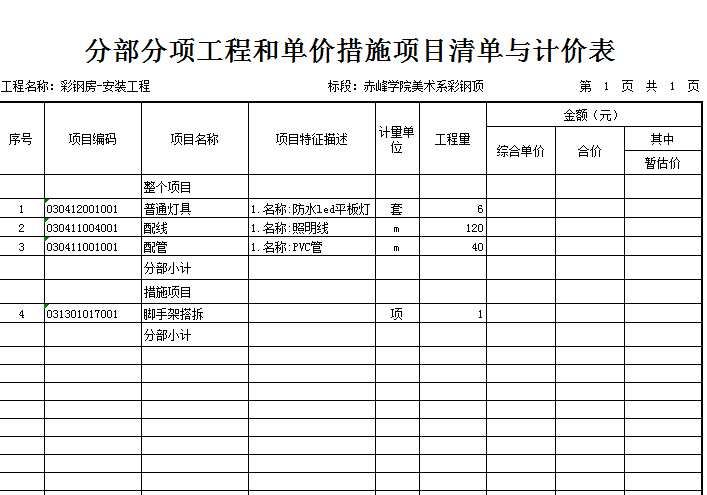 分部分项工程和单价措施项目清单与计价表
工程名称：彩钢房-安装工程 标段：赤峰学院美术系彩钢顶 第 1 页 共 1 页
序号 项目编码 项目名称 项目特征描述 计量单位 工程量 金额（元）
综合单价 合价 其中
暂估价
整个项目
1 030412001001 普通灯具 1.名称:防水led平板灯 套 6
2 030411004001 配线 1.名称:照明线 m 120
3 030411001001 配管 1.名称:PVC管 m 40
分部小计
措施项目
4 031301017001 脚手架搭拆 项 1
分部小计